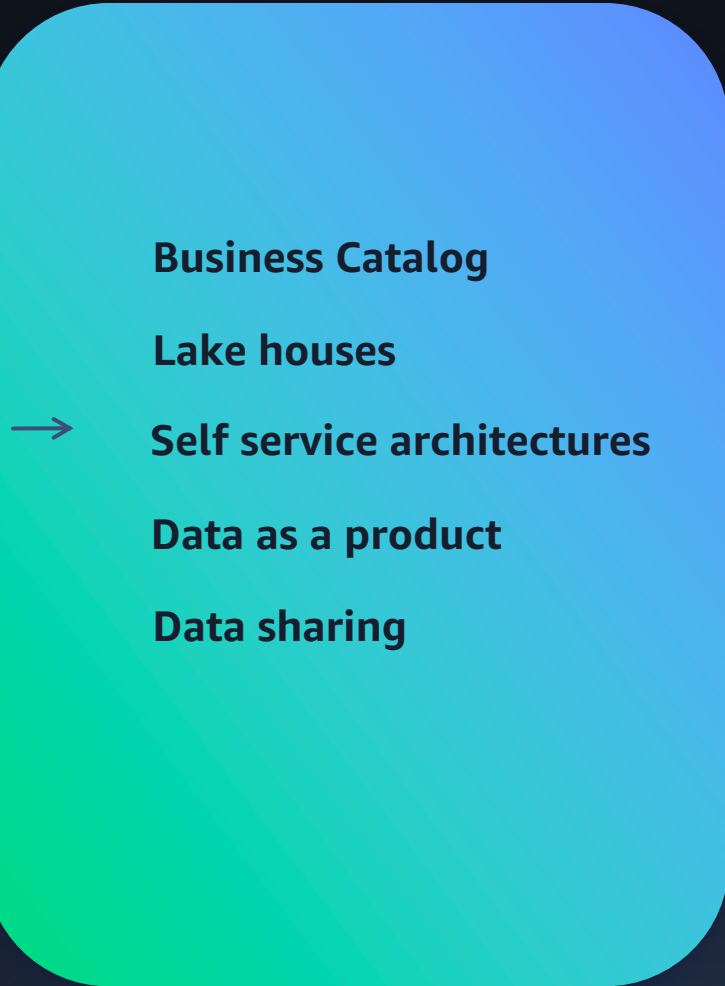 Business Catalog
Lake houses
Self service architectures
Data as a product
Data sharing